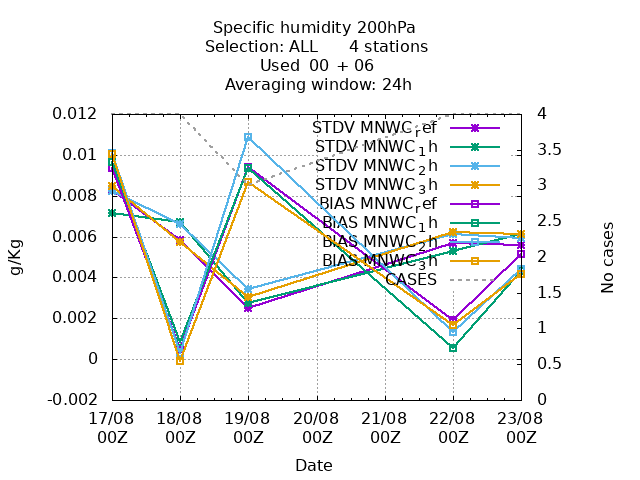 Specific humidity 200hPa
Selection: ALL 4 stations
Used 00 + 06
Averaging window: 24h
0.012
0.01
0.008
0.006
0.004
0.002
0
-0.002
4
3.5
3
2.5
2
1.5
1
0.5
0
g/Kg
No cases
STDV MNWC_ref
STDV MNWC_1h
STDV MNWC_2h
STDV MNWC_3h
BIAS MNWC_ref
BIAS MNWC_1h
BIAS MNWC_2h
BIAS MNWC_3h
CASES
17/08 18/08 19/08 20/08 21/08 22/08 23/08
00Z 00Z 00Z 00Z 00Z 00Z 00Z
Date